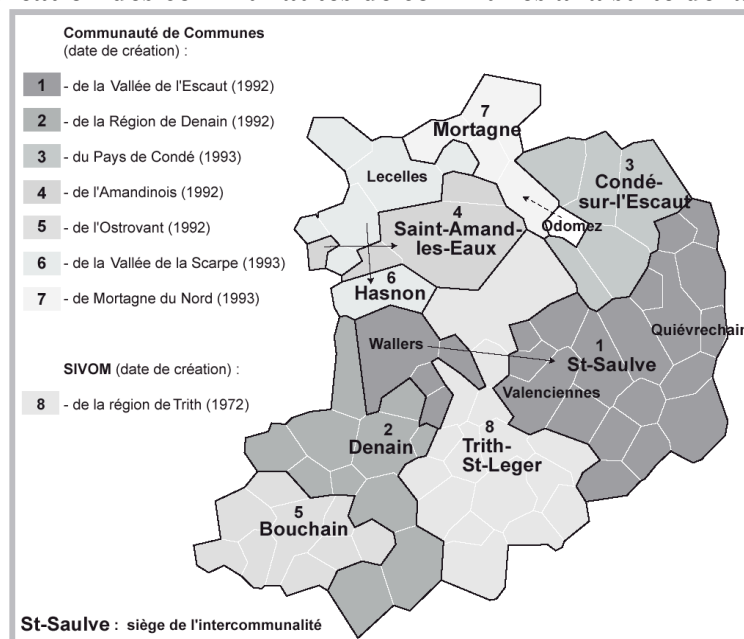 Communauté de Communes
(date de création) :
1 - de la Vallée de l'Escaut (1992)
2 - de la Région de Denain (1992)
3 - du Pays de Condé (1993)
4 - de l'Amandinois (1992)
5 - de l'Ostrovant (1992)
6 - de la Vallée de la Scarpe (1993)
7 - de Mortagne du Nord (1993)
SIVOM (date de création) :
8 - de la région de Trith (1972)
7
Mortagne
Lecelles
3
Condé-
sur-l'Escaut
4
Saint-Amand-
les-Eaux
Odomez
6
Hasnon
Wallers
1
St-Saulve
Quiévrechain
Valenciennes
2
Denain
8
Trith-
St-Leger
5
Bouchain
St-Saulve : siège de l'intercommunalité